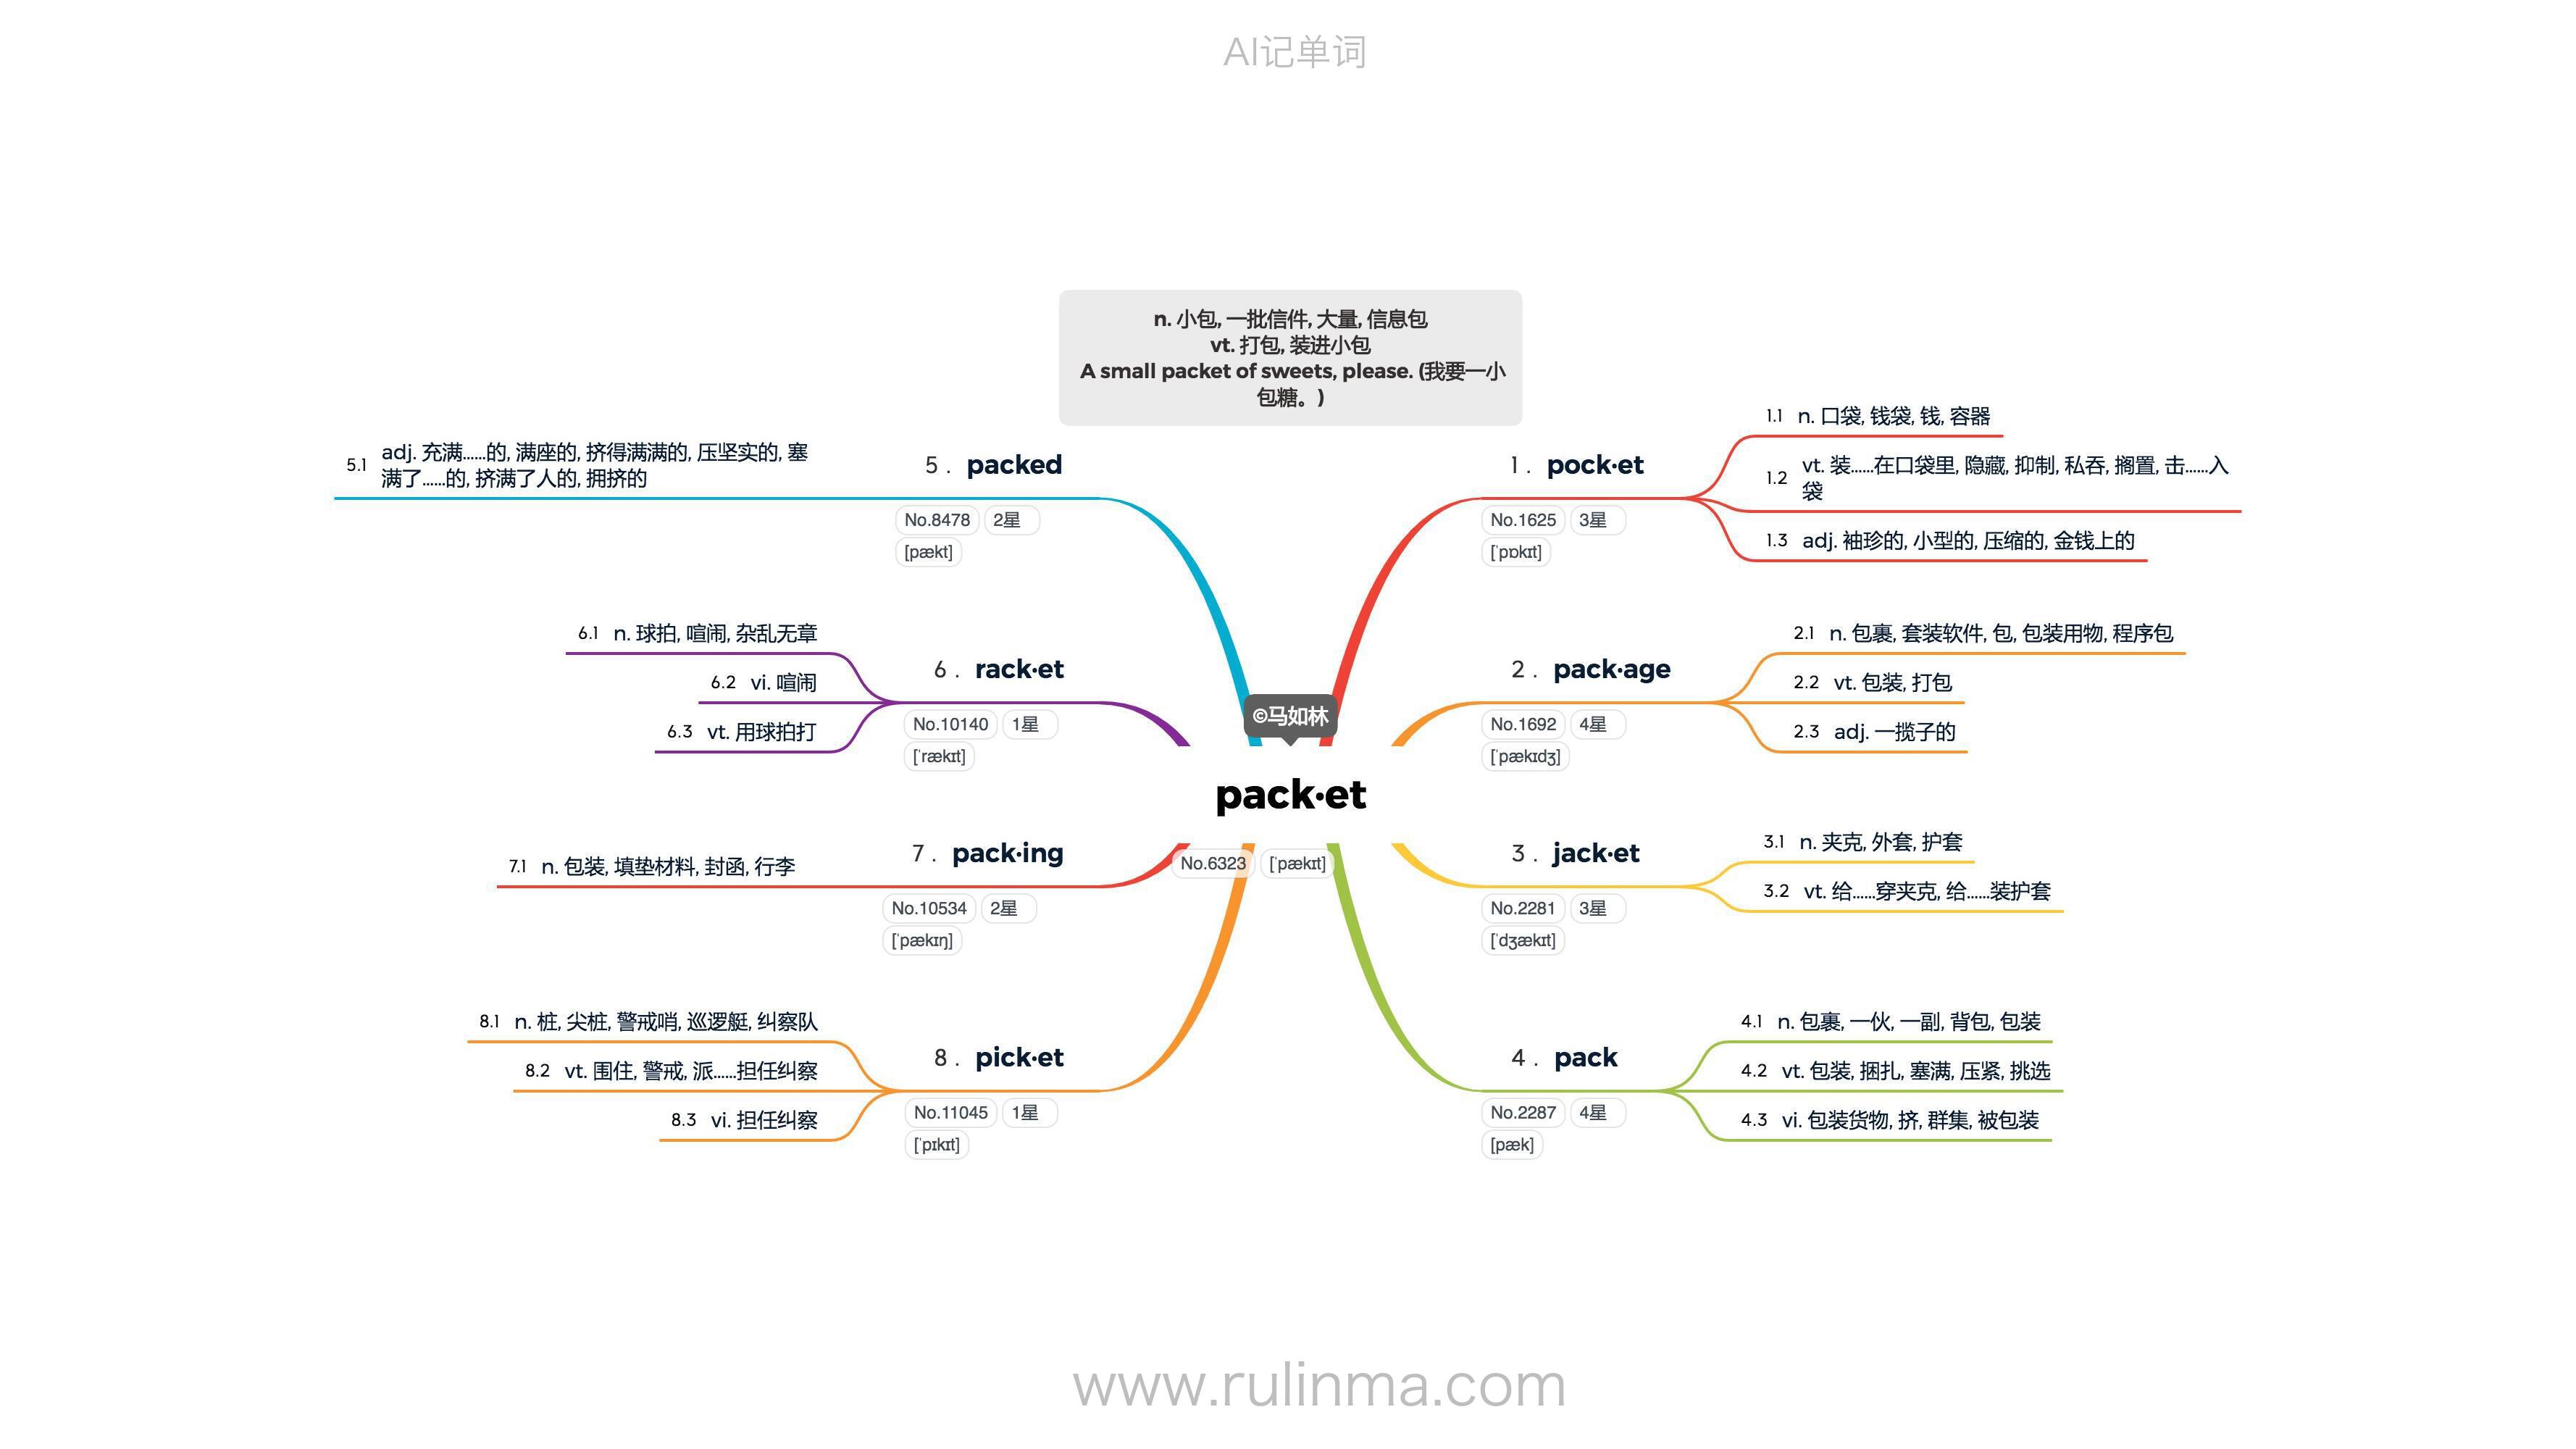 AI记单词
n. 小包, 一批信件, 大量, 信息包
vt. 打包, 装进小包
A small packet of sweets, please. (我要一小
包糖。)
©马如林
pack·et
No.6323 [ˈpækɪt]
1 . pock·et
No.1625 3星
[ˈpɒkɪt]
1.1 n. 口袋, 钱袋, 钱, 容器
1.2 vt. 装……在口袋里, 隐藏, 抑制, 私吞, 搁置, 击……入
袋
1.3 adj. 袖珍的, 小型的, 压缩的, 金钱上的
2 . pack·age
No.1692 4星
[ˈpækɪdʒ]
2.1 n. 包裹, 套装软件, 包, 包装用物, 程序包
2.2 vt. 包装, 打包
2.3 adj. 一揽子的
3 . jack·et
No.2281 3星
[ˈdʒækɪt]
3.1 n. 夹克, 外套, 护套
3.2 vt. 给……穿夹克, 给……装护套
4 . pack
No.2287 4星
[pæk]
4.1 n. 包裹, 一伙, 一副, 背包, 包装
4.2 vt. 包装, 捆扎, 塞满, 压紧, 挑选
4.3 vi. 包装货物, 挤, 群集, 被包装
5 . packed
No.8478 2星
[pækt]
5.1 adj. 充满……的, 满座的, 挤得满满的, 压坚实的, 塞
满了……的, 挤满了人的, 拥挤的
6 . rack·et
No.10140 1星
[ˈrækɪt]
6.1 n. 球拍, 喧闹, 杂乱无章
6.2 vi. 喧闹
6.3 vt. 用球拍打
7 . pack·ing
No.10534 2星
[ˈpækɪŋ]
7.1 n. 包装, 填垫材料, 封函, 行李
8 . pick·et
No.11045 1星
[ˈpɪkɪt]
8.1 n. 桩, 尖桩, 警戒哨, 巡逻艇, 纠察队
8.2 vt. 围住, 警戒, 派……担任纠察
8.3 vi. 担任纠察
www.rulinma.com